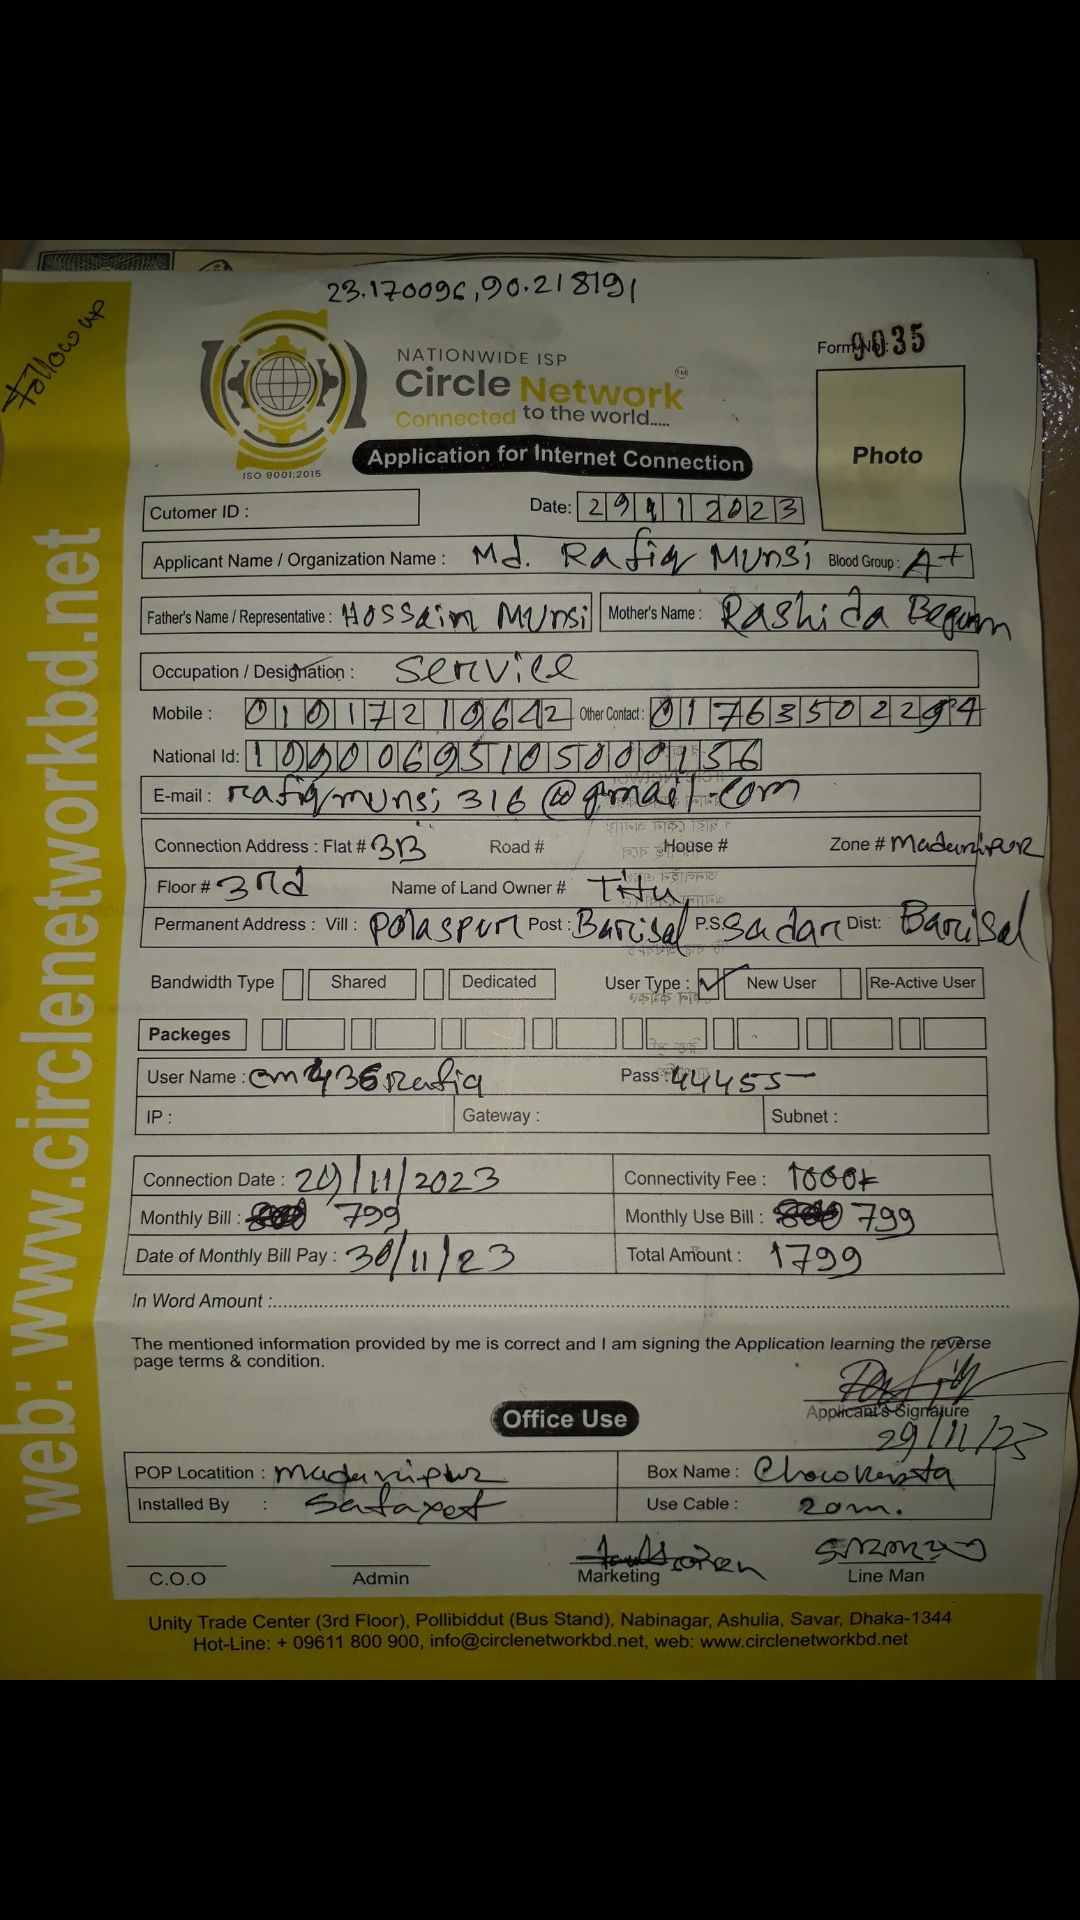 Follow up
23.170096,90.218191
NATIONWIDE ISP
Circle Network TM
Connected to the world.....
ISO 9001:2015
Form No: 0035
Photo
Application for Internet Connection
Cutomer ID :
Date: 29112023
Applicant Name / Organization Name : Md. Rafiq Munsi Blood Group : A+
Father's Name / Representative : Hossain Munsi Mother's Name : Rashida Begum
Occupation / Designation : Service
Mobile : Other Contact :
National Id:
E-mail : rafiqmunsi316@gmail.com
Connection Address : Flat # 3B Road # House # Zone # Madaripur
Floor # 3rd Name of Land Owner # Titu
Permanent Address : Vill : Polaspur Post : Barisal P.S. Sadar Dist: Barisal
Bandwidth Type Shared Dedicated User Type : New User Re-Active User
Packeges
User Name : Pass : 44455
IP : Gateway : Subnet :
Connection Date : 29/11/2023 Connectivity Fee :
Monthly Bill : 799 Monthly Use Bill : 799
Date of Monthly Bill Pay : 30/11/23 Total Amount : 1799
In Word Amount :
The mentioned information provided by me is correct and I am signing the Application learning the reverse
page terms & condition.
Applicant's Signature
29/11/23
Office Use
POP Locatition : Madaripur Box Name :
Installed By : Use Cable : 20m.
C.O.O Admin Marketing Line Man
Unity Trade Center (3rd Floor), Pollibiddut (Bus Stand), Nabinagar, Ashulia, Savar, Dhaka-1344
Hot-Line: + 09611 800 900, info@circlenetworkbd.net, web: www.circlenetworkbd.net
web: www.circlenetworkbd.net